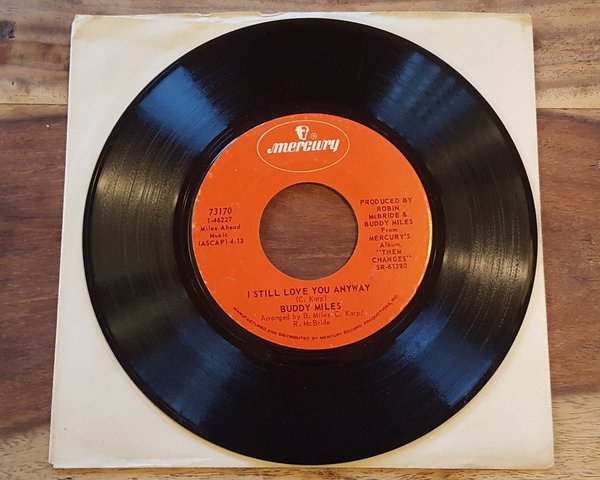 mercury
®
73170
1-46227
Miles Ahead
Music
(ASCAP) 4:13
PRODUCED BY
ROBIN
McBRIDE &
BUDDY MILES
From
MERCURY'S
Album,
"THEM
CHANGES"
SR-61280
I STILL LOVE YOU ANYWAY
(C. Karp)
BUDDY MILES
Arranged by B. Miles, C. Karp/
R. McBride
MANUFACTURED AND DISTRIBUTED BY MERCURY RECORD PRODUCTIONS, INC.